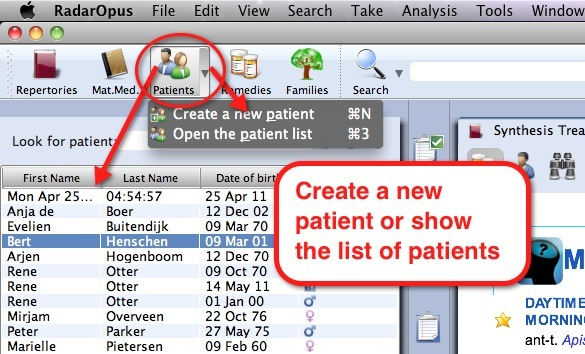 RadarOpus File Edit Create Search Take Analysis Tools Window
Repertories Mat.Med. Patients Remedies Families Search
Create a new patient ⌘N
Open the patient list ⌘3
Look for patient
Synthesis Trea
First Name Last Name Date of birth
Mon Apr 25... 04:54:57 25 Apr 11
Anja de Boer 12 Dec 02
Evelien Buitendijk 09 Mar 70
Bert Henschen 09 Mar 01
Arjen Hogenboom 12 Dec 70
Rene Otter 09 Oct 70
Rene Otter 14 May 11
Rene Otter 01 Jan 00
Mirjam Overveen 22 Oct 76
Peter Parker 27 May 75
Marielle Pietersen 09 Feb 60
Create a new
patient or show
the list of patients
M
DAYTIME
MORNING
ant-t. Apis